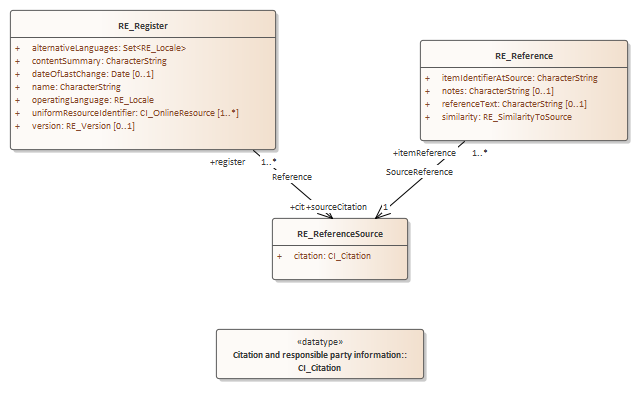 RE_Register
+ alternativeLanguages: Set<RE_Locale>
+ contentSummary: CharacterString
+ dateOfLastChange: Date [0..1]
+ name: CharacterString
+ operatingLanguage: RE_Locale
+ uniformResourceIdentifier: CI_OnlineResource [1..*]
+ version: RE_Version [0..1]
RE_Reference
+ itemIdentifierAtSource: CharacterString
+ notes: CharacterString [0..1]
+ referenceText: CharacterString [0..1]
+ similarity: RE_SimilarityToSource
+register 1..*
Reference
+itemReference 1..*
SourceReference
+cit +sourceCitation 1
RE_ReferenceSource
+ citation: CI_Citation
«datatype»
Citation and responsible party information::
CI_Citation